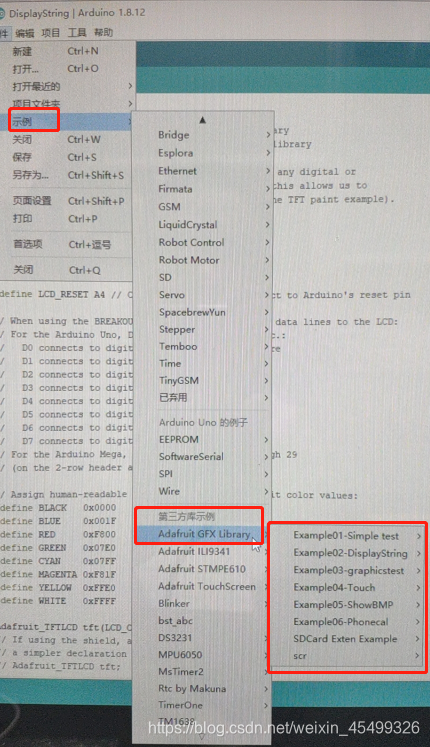 DisplayString | Arduino 1.8.12
件 编辑 项目 工具 帮助
新建 Ctrl+N
打开... Ctrl+O
打开最近的
项目文件夹
示例
关闭 Ctrl+W
保存 Ctrl+S
另存为... Ctrl+Shift+S
页面设置 Ctrl+Shift+P
打印 Ctrl+P
首选项 Ctrl+逗号
关闭 Ctrl+Q
▲
Bridge
Esplora
Ethernet
Firmata
GSM
LiquidCrystal
Robot Control
Robot Motor
SD
Servo
SpacebrewYun
Stepper
Temboo
Time
TinyGSM
已弃用
Arduino Uno 的例子
EEPROM
SoftwareSerial
SPI
Wire
第三方库示例
Adafruit GFX Library
Adafruit ILI9341
Adafruit STMPE610
Adafruit TouchScreen
Blinker
bst_abc
DS3231
MPU6050
MsTimer2
Rtc by Makuna
TimerOne
TM1638
Example01-Simple test
Example02-DisplayString
Example03-graphicstest
Example04-Touch
Example05-ShowBMP
Example06-Phonecal
SDCard Exten Example
scr
rary
library
any digital or
this allows us to
he TFT paint example).
define LCD_RESET A4 // C
ct to Arduino's reset pin
/ When using the BREAKOU
data lines to the LCD:
/ For the Arduino Uno, D
c.:
/ D0 connects to digit
re
/ D1 connects to digit
/ D2 connects to digit
/ D3 connects to digit
/ D4 connects to digit
/ D5 connects to digit
/ D6 connects to digit
/ D7 connects to digit
/ For the Arduino Mega,
gh 29
/ (on the 2-row header a
/ Assign human-readable
it color values:
define BLACK 0x0000
define BLUE 0x001F
define RED 0xF800
define GREEN 0x07E0
define CYAN 0x07FF
define MAGENTA 0xF81F
define YELLOW 0xFFE0
define WHITE 0xFFFF
dafruit_TFTLCD tft(LCD_C
/ If using the shield, a
/ a simpler declaration
/ Adafruit_TFTLCD tft;
https://blog.csdn.net/weixin_45499326